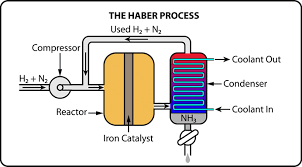 THE HABER PROCESS
Used H₂ + N₂
Compressor
Coolant Out
H₂ + N₂
Condenser
Reactor
Coolant In
NH₃
Iron Catalyst